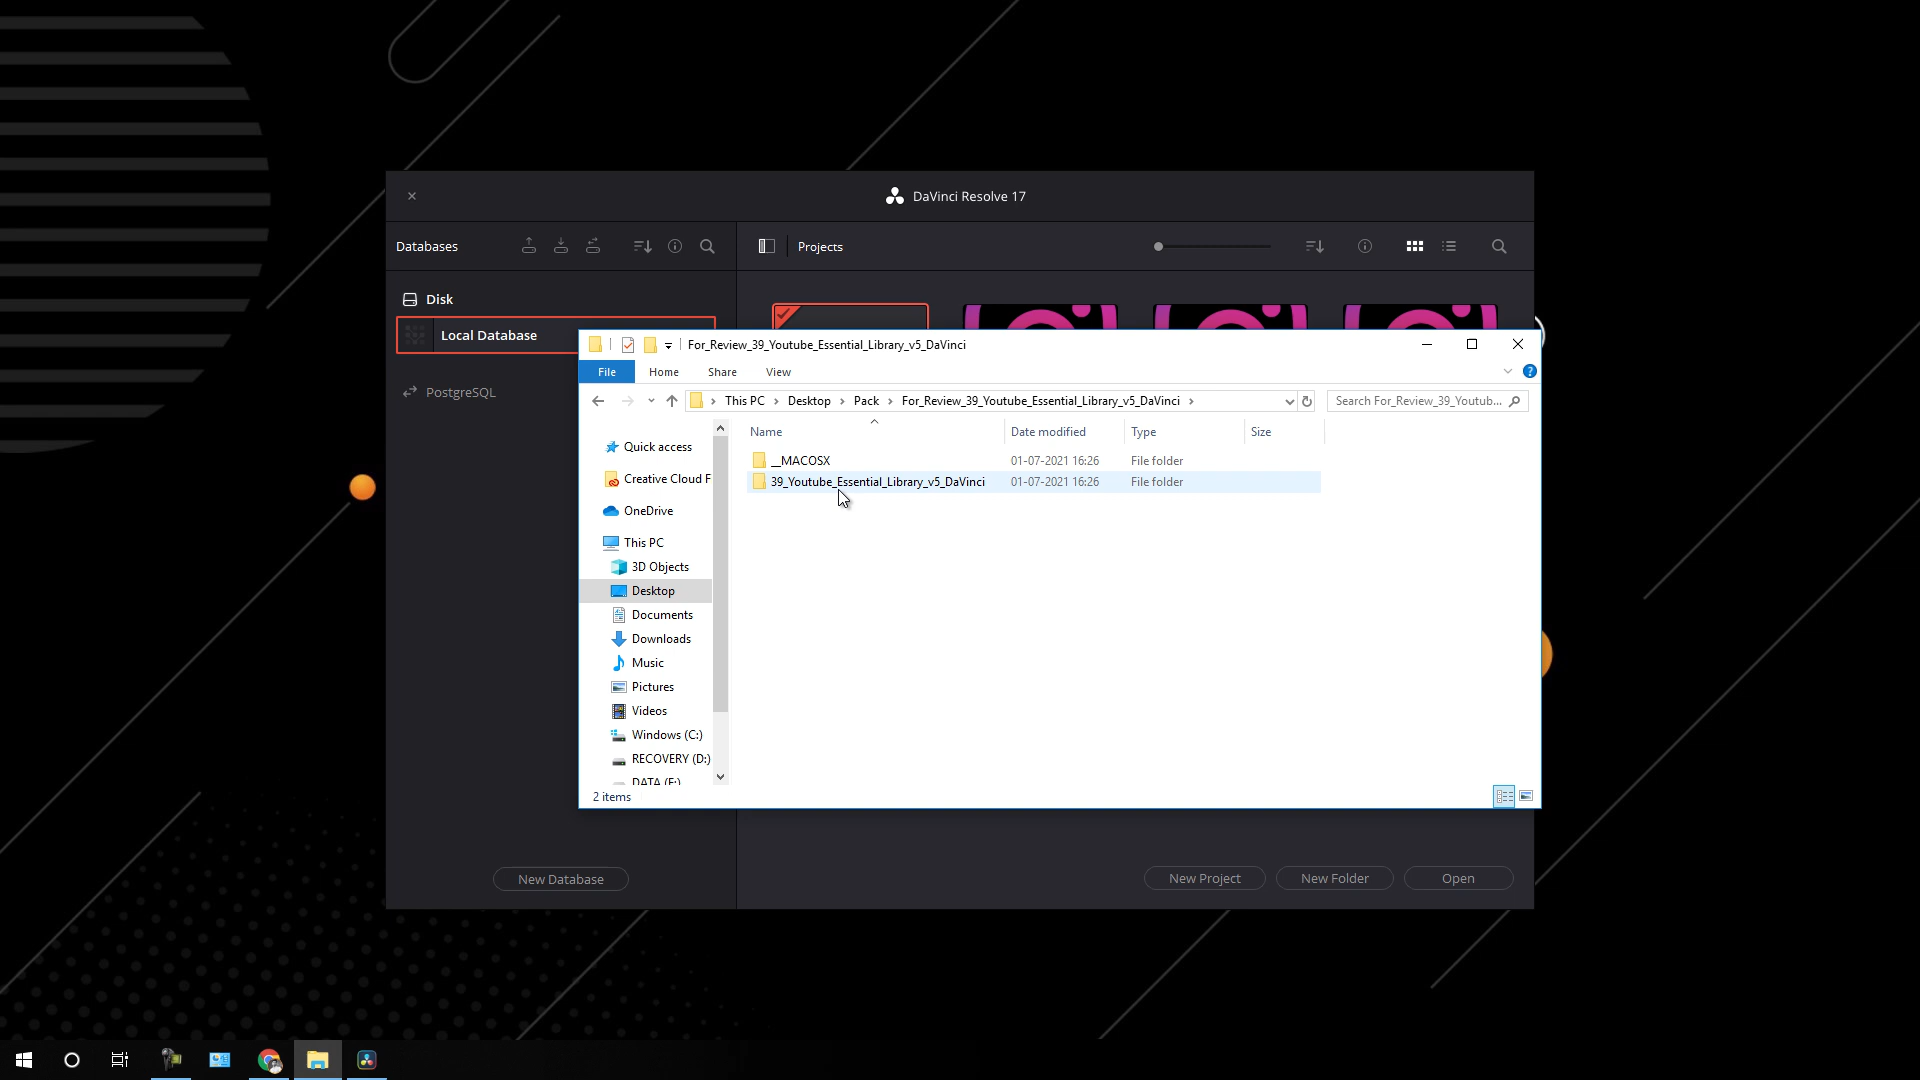 DaVinci Resolve 17
Databases
Projects
Disk
Local Database
PostgreSQL
For_Review_39_Youtube_Essential_Library_v5_DaVinci
File
Home
Share
View
This PC
Desktop
Pack
For_Review_39_Youtube_Essential_Library_v5_DaVinci
Search For_Review_39_Youtub...
Name
Date modified
Type
Size
__MACOSX
01-07-2021 16:26
File folder
39_Youtube_Essential_Library_v5_DaVinci
01-07-2021 16:26
File folder
Quick access
Creative Cloud F
OneDrive
This PC
3D Objects
Desktop
Documents
Downloads
Music
Pictures
Videos
Windows (C:)
RECOVERY (D:)
DATA (E:)
2 items
New Database
New Project
New Folder
Open